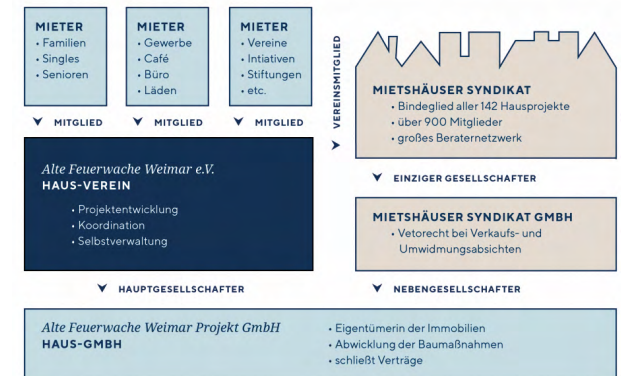 MIETER
• Familien
• Singles
• Senioren
MIETER
• Gewerbe
• Café
• Büro
• Läden
MIETER
• Vereine
• Intiativen
• Stiftungen
• etc.
MITGLIED
MITGLIED
MITGLIED
Alte Feuerwache Weimar e.V.
HAUS-VEREIN
• Projektentwicklung
• Koordination
• Selbstverwaltung
VEREINSMITGLIED
MIETSHÄUSER SYNDIKAT
• Bindeglied aller 142 Hausprojekte
• über 900 Mitglieder
• großes Beraternetzwerk
EINZIGER GESELLSCHAFTER
MIETSHÄUSER SYNDIKAT GMBH
• Vetorecht bei Verkaufs- und
Umwidmungsabsichten
HAUPTGESELLSCHAFTER
NEBENGESELLSCHAFTER
Alte Feuerwache Weimar Projekt GmbH
HAUS-GMBH
• Eigentümerin der Immobilien
• Abwicklung der Baumaßnahmen
• schließt Verträge